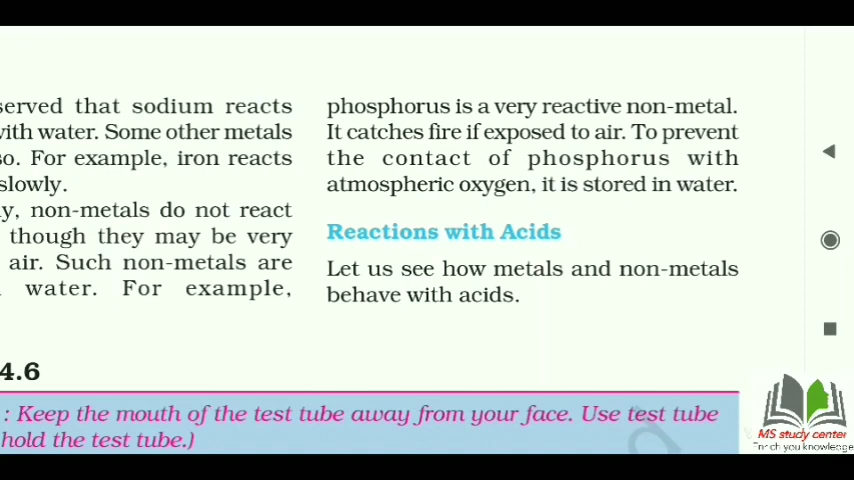 served that sodium reacts
with water. Some other metals
so. For example, iron reacts
slowly.
ly, non-metals do not react
though they may be very
air. Such non-metals are
water. For example,
phosphorus is a very reactive non-metal.
It catches fire if exposed to air. To prevent
the contact of phosphorus with
atmospheric oxygen, it is stored in water.
Reactions with Acids
Let us see how metals and non-metals
behave with acids.
4.6
: Keep the mouth of the test tube away from your face. Use test tube
hold the test tube.)
MS study center
Enrich you knowledge